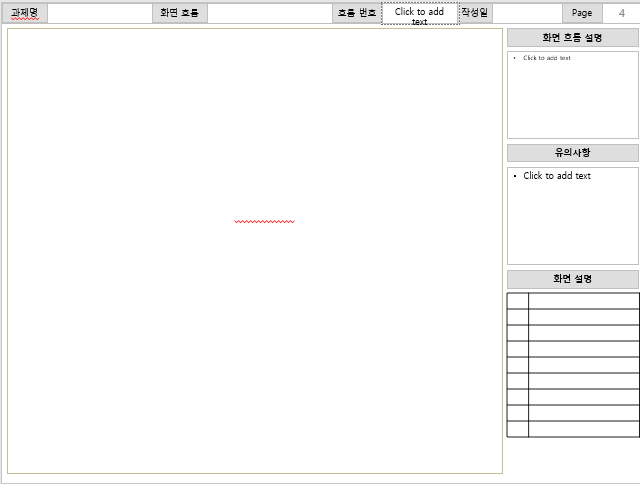 과제명 화면 흐름 흐름 번호 Click to add text 작성일 Page 4
화면 흐름 설명
• Click to add text
유의사항
• Click to add text
화면 설명